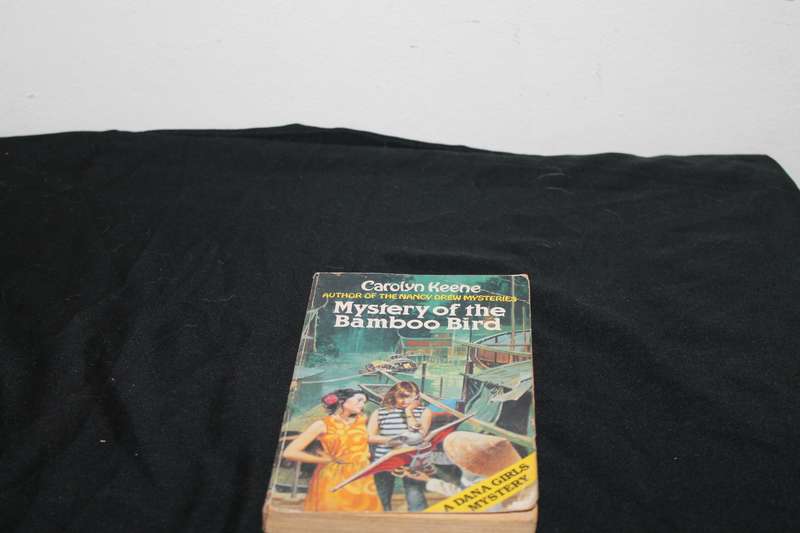 Carolyn Keene
AUTHOR OF THE NANCY DREW MYSTERIES
Mystery of the
Bamboo Bird
A DANA GIRLS
MYSTERY